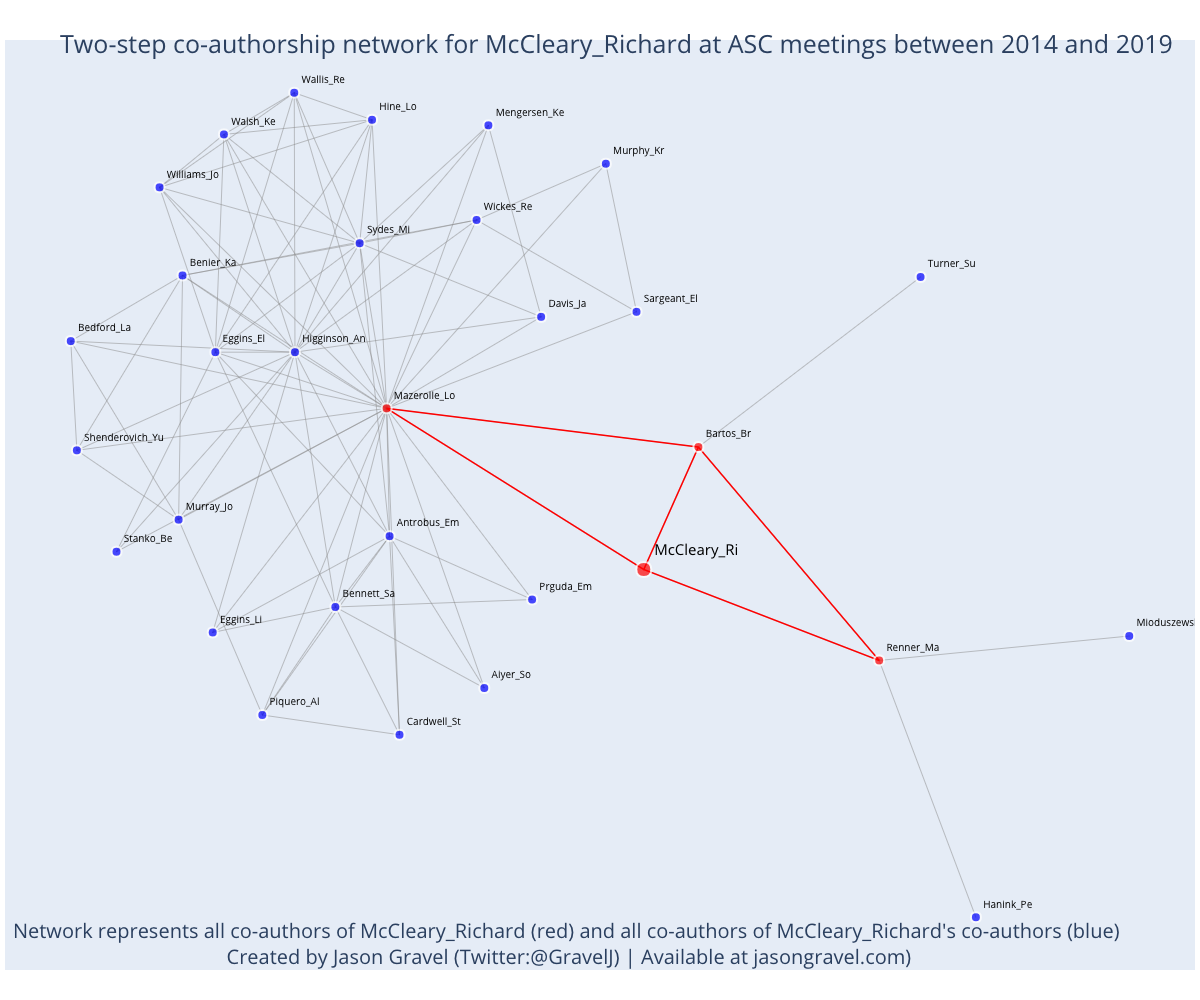 Two-step co-authorship network for McCleary_Richard at ASC meetings between 2014 and 2019
Wallis_Re
Hine_Lo
Mengersen_Ke
Walsh_Ke
Murphy_Kr
Williams_Jo
Wickes_Re
Sydes_Mi
Benier_Ka
Turner_Su
Davis_Ja
Sargeant_El
Bedford_La
Eggins_El
Higginson_An
Mazerolle_Lo
Bartos_Br
Shenderovich_Yu
Murray_Jo
Antrobus_Em
Stanko_Be
McCleary_Ri
Prguda_Em
Bennett_Sa
Eggins_Li
Mioduszews
Renner_Ma
Aiyer_So
Piquero_Al
Cardwell_St
Hanink_Pe
Network represents all co-authors of McCleary_Richard (red) and all co-authors of McCleary_Richard's co-authors (blue)
Created by Jason Gravel (Twitter:@GravelJ) | Available at jasongravel.com)